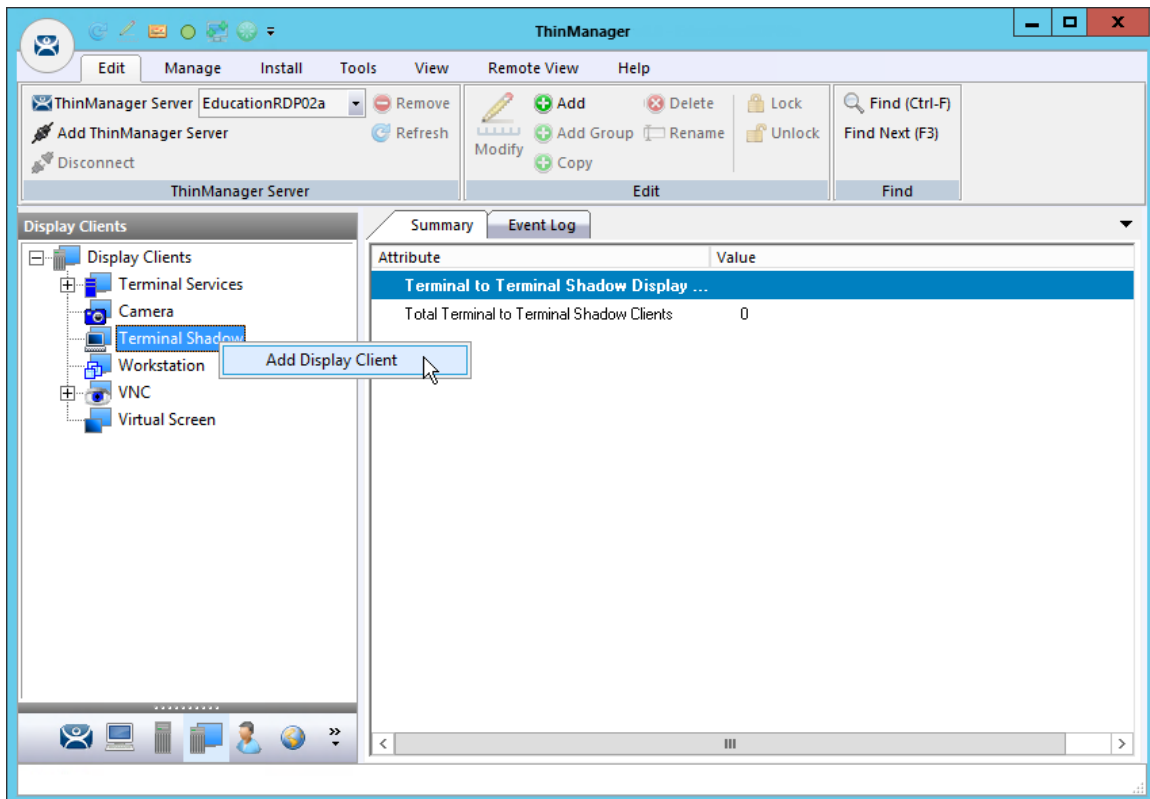 ThinManager
Edit Manage Install Tools View Remote View Help
ThinManager Server EducationRDP02a Remove Add Delete Lock Find (Ctrl-F)
Add ThinManager Server Refresh Modify Add Group Rename Unlock Find Next (F3)
Disconnect Copy
ThinManager Server Edit Find
Display Clients Summary Event Log
Display Clients Attribute Value
Terminal Services Terminal to Terminal Shadow Display ...
Camera Total Terminal to Terminal Shadow Clients 0
Terminal Shadow
Add Display Client
Workstation
VNC
Virtual Screen